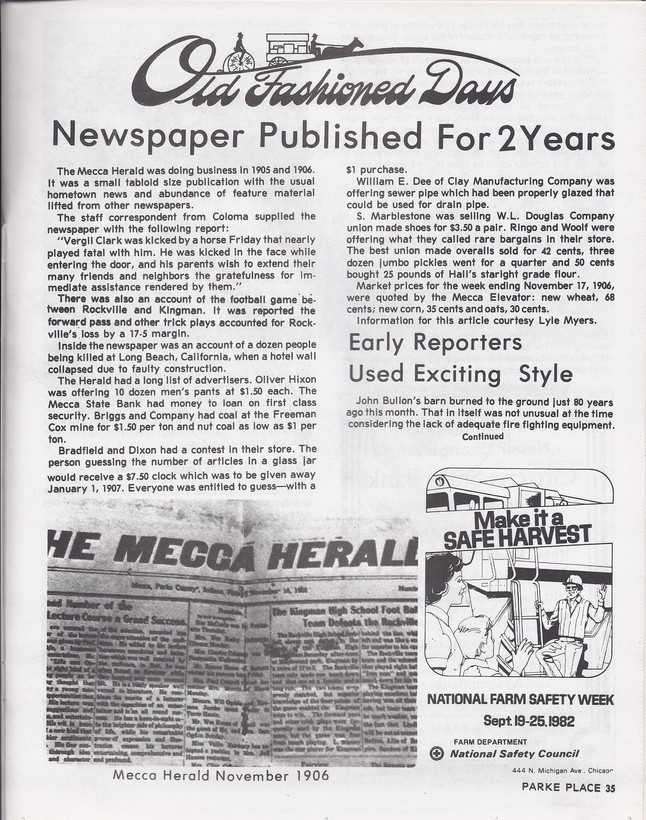 Old Fashioned Days
Newspaper Published For 2 Years
The Mecca Herald was doing business in 1905 and 1906.
It was a small tabloid size publication with the usual
hometown news and abundance of feature material
lifted from other newspapers.
The staff correspondent from Coloma supplied the
newspaper with the following report:
"Vergil Clark was kicked by a horse Friday that nearly
played fatal with him. He was kicked in the face while
entering the door, and his parents wish to extend their
many friends and neighbors the gratefulness for im-
mediate assistance rendered by them."
There was also an account of the football game be-
tween Rockville and Kingman. It was reported the
forward pass and other trick plays accounted for Rock-
ville's loss by a 17-5 margin.
Inside the newspaper was an account of a dozen people
being killed at Long Beach, California, when a hotel wall
collapsed due to faulty construction.
The Herald had a long list of advertisers. Oliver Hixon
was offering 10 dozen men's pants at $1.50 each. The
Mecca State Bank had money to loan on first class
security. Briggs and Company had coal at the Freeman
Cox mine for $1.50 per ton and nut coal as low as $1 per
ton.
Bradfield and Dixon had a contest in their store. The
person guessing the number of articles in a glass jar
would receive a $7.50 clock which was to be given away
January 1, 1907. Everyone was entitled to guess—with a
$1 purchase.
William E. Dee of Clay Manufacturing Company was
offering sewer pipe which had been properly glazed that
could be used for drain pipe.
S. Marblestone was selling W.L. Douglas Company
union made shoes for $3.50 a pair. Ringo and Woolf were
offering what they called rare bargains in their store.
The best union made overalls sold for 42 cents, three
dozen jumbo pickles went for a quarter and 50 cents
bought 25 pounds of Hall's staright grade flour.
Market prices for the week ending November 17, 1906,
were quoted by the Mecca Elevator: new wheat, 68
cents; new corn, 35 cents and oats, 30 cents.
Information for this article courtesy Lyle Myers.
Early Reporters
Used Exciting Style
John Bullon's barn burned to the ground just 80 years
ago this month. That in itself was not unusual at the time
considering the lack of adequate fire fighting equipment.
Continued
HE MECCA HERALD
Number of the
Lecture Course a Grand Success.
The Kingman High School Foot Ball
Team Defeats the Rockville
Mecca Herald November 1906
Make it a
SAFE HARVEST
NATIONAL FARM SAFETY WEEK
Sept. 19-25, 1982
FARM DEPARTMENT
National Safety Council
444 N. Michigan Ave., Chicago
PARKE PLACE 35